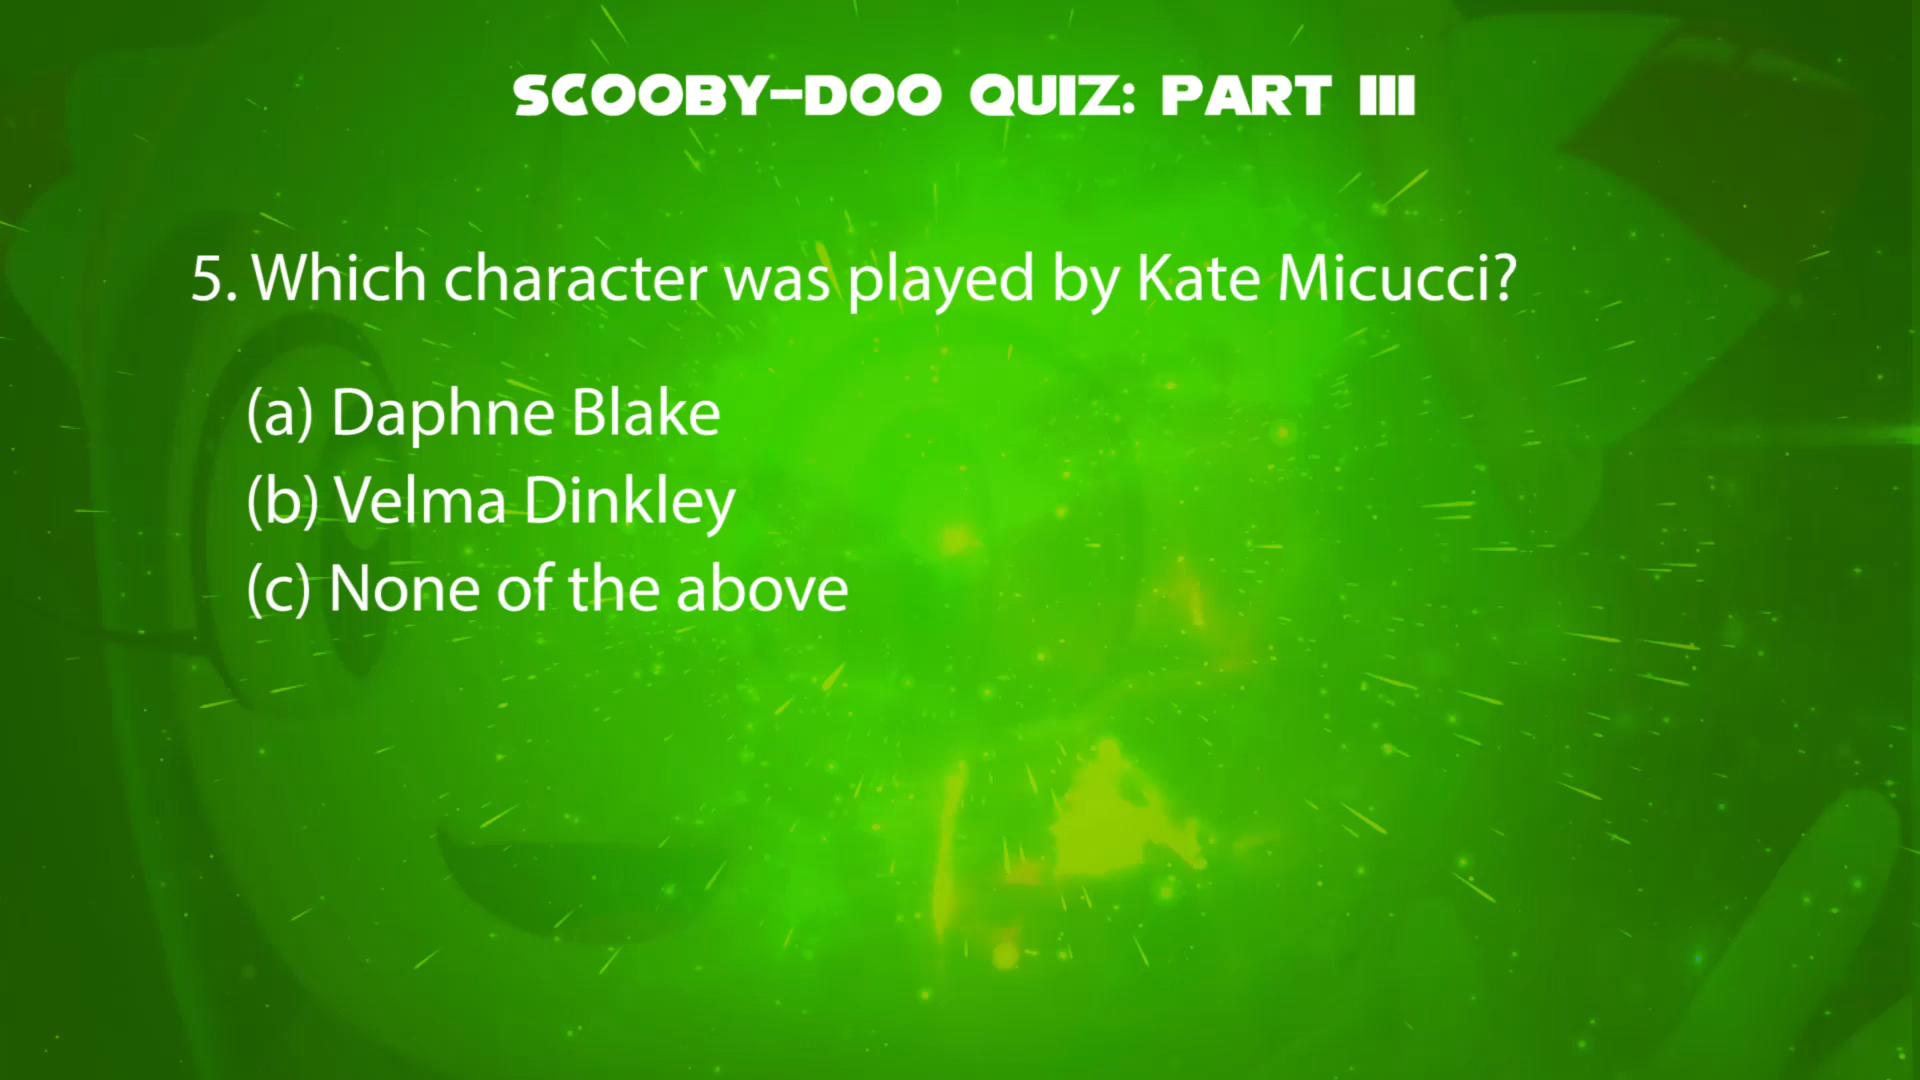 SCOOBY-DOO QUIZ: PART III
5. Which character was played by Kate Micucci?
(a) Daphne Blake
(b) Velma Dinkley
(c) None of the above